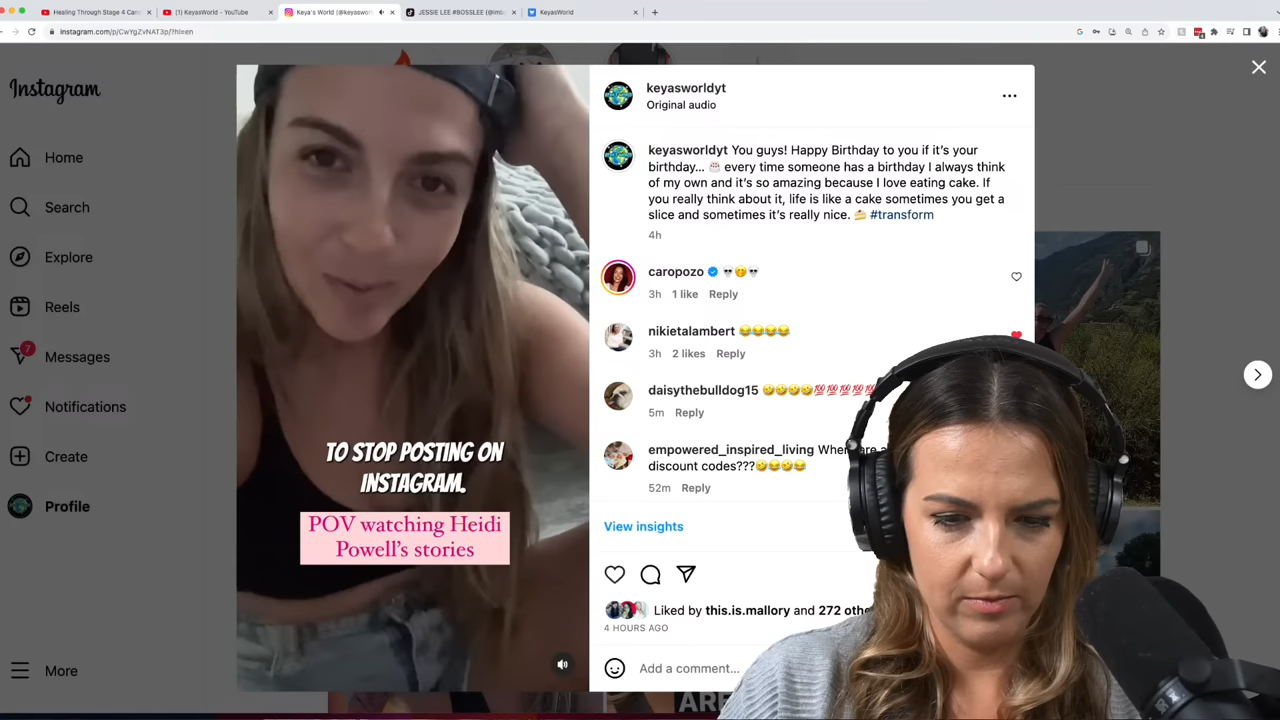 Healing Through Stage 4 Can
(1) KeyasWorld - YouTube
Keya's World (@keyaswor
JESSIE LEE #BOSSLEE (@imb
KeyasWorld
instagram.com/p/CwYgZvNAT3p/?hl=en
Instagram
Home
Search
Explore
Reels
7
Messages
Notifications
Create
Profile
More
TO STOP POSTING ON
INSTAGRAM.
POV watching Heidi
Powell's stories
keyasworldyt
Original audio
keyasworldyt You guys! Happy Birthday to you if it's your
birthday... 🎂 every time someone has a birthday I always think
of my own and it's so amazing because I love eating cake. If
you really think about it, life is like a cake sometimes you get a
slice and sometimes it's really nice. 🍰 #transform
4h
caropozo 💀🤭💀
3h 1 like Reply
nikietalambert 😂😂😂😂
3h 2 likes Reply
daisythebulldog15 🤣🤣🤣🤣💯💯💯💯💯
5m Reply
empowered_inspired_living When are a
discount codes???🤣😂🤣😂
52m Reply
View insights
Liked by this.is.mallory and 272 othe
4 HOURS AGO
Add a comment...
ARE